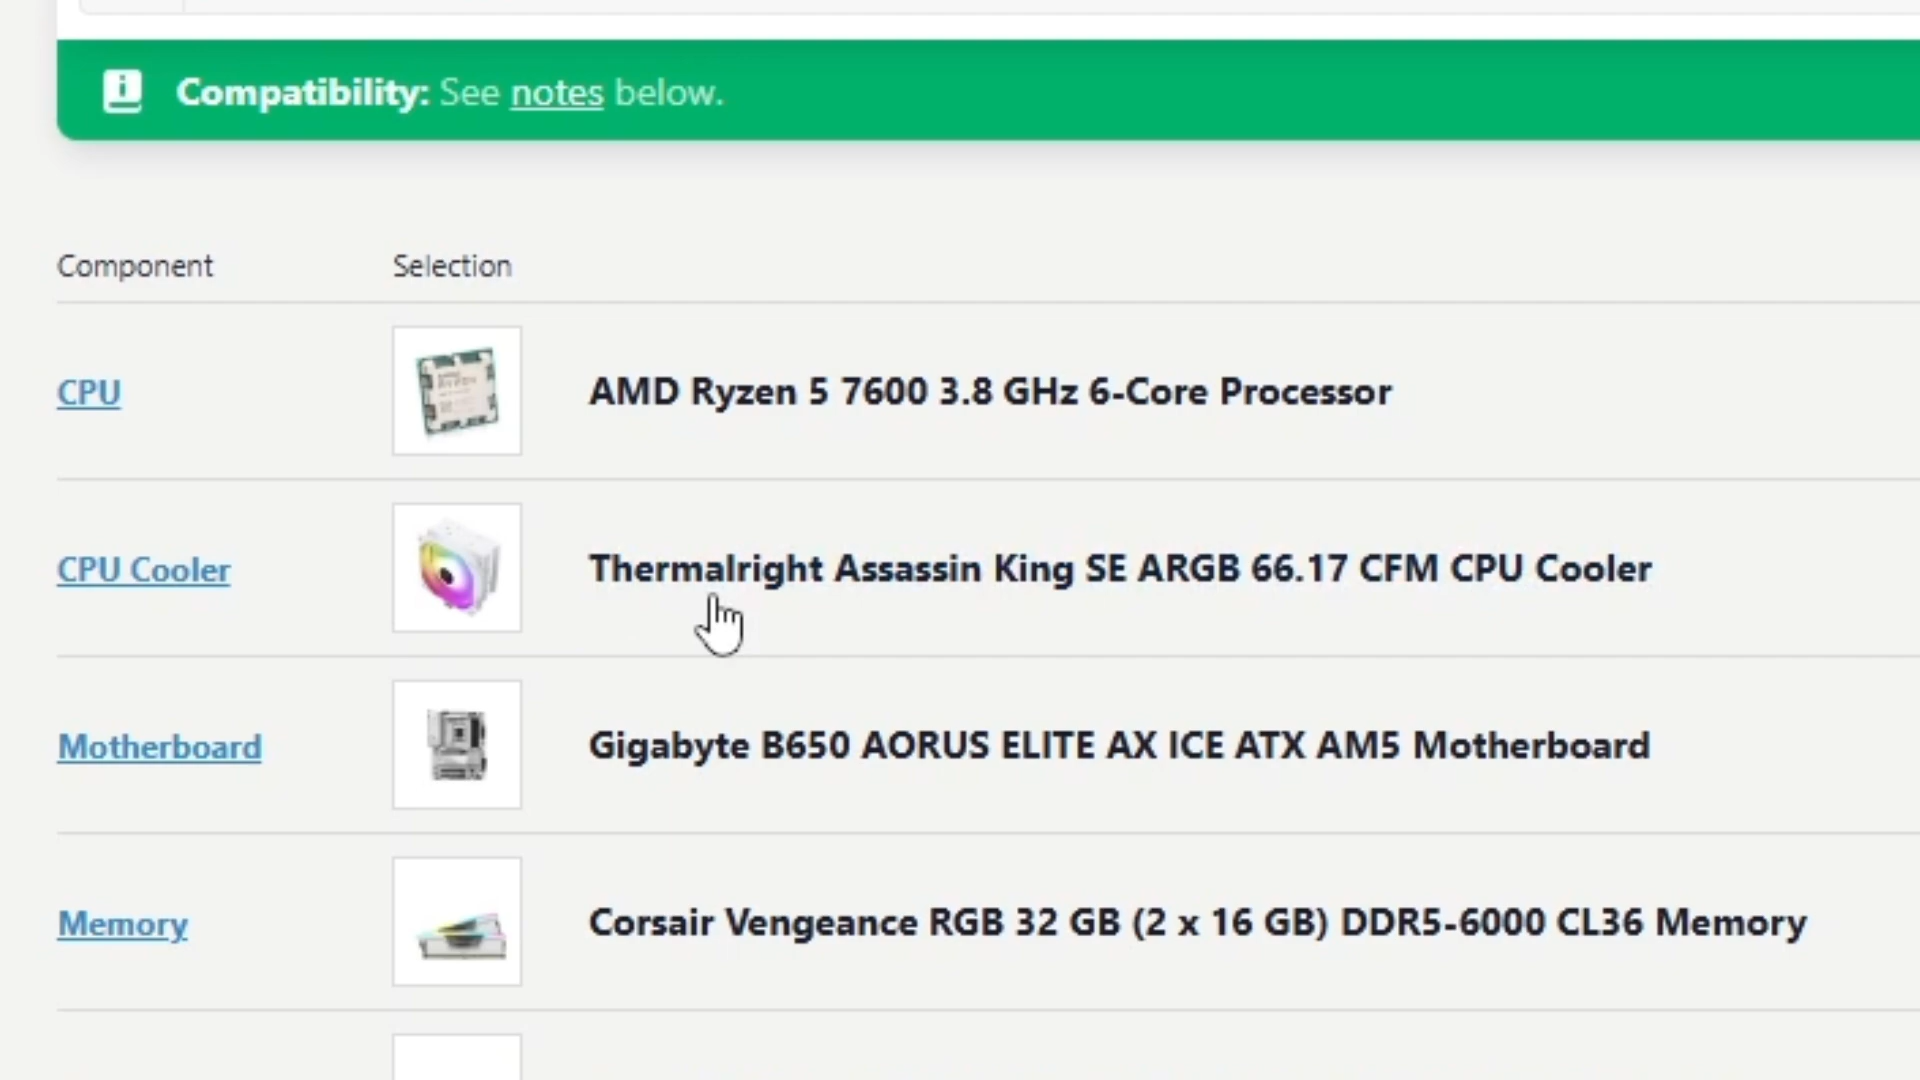 Compatibility: See notes below.
Component Selection
CPU AMD Ryzen 5 7600 3.8 GHz 6-Core Processor
CPU Cooler Thermalright Assassin King SE ARGB 66.17 CFM CPU Cooler
Motherboard Gigabyte B650 AORUS ELITE AX ICE ATX AM5 Motherboard
Memory Corsair Vengeance RGB 32 GB (2 x 16 GB) DDR5-6000 CL36 Memory